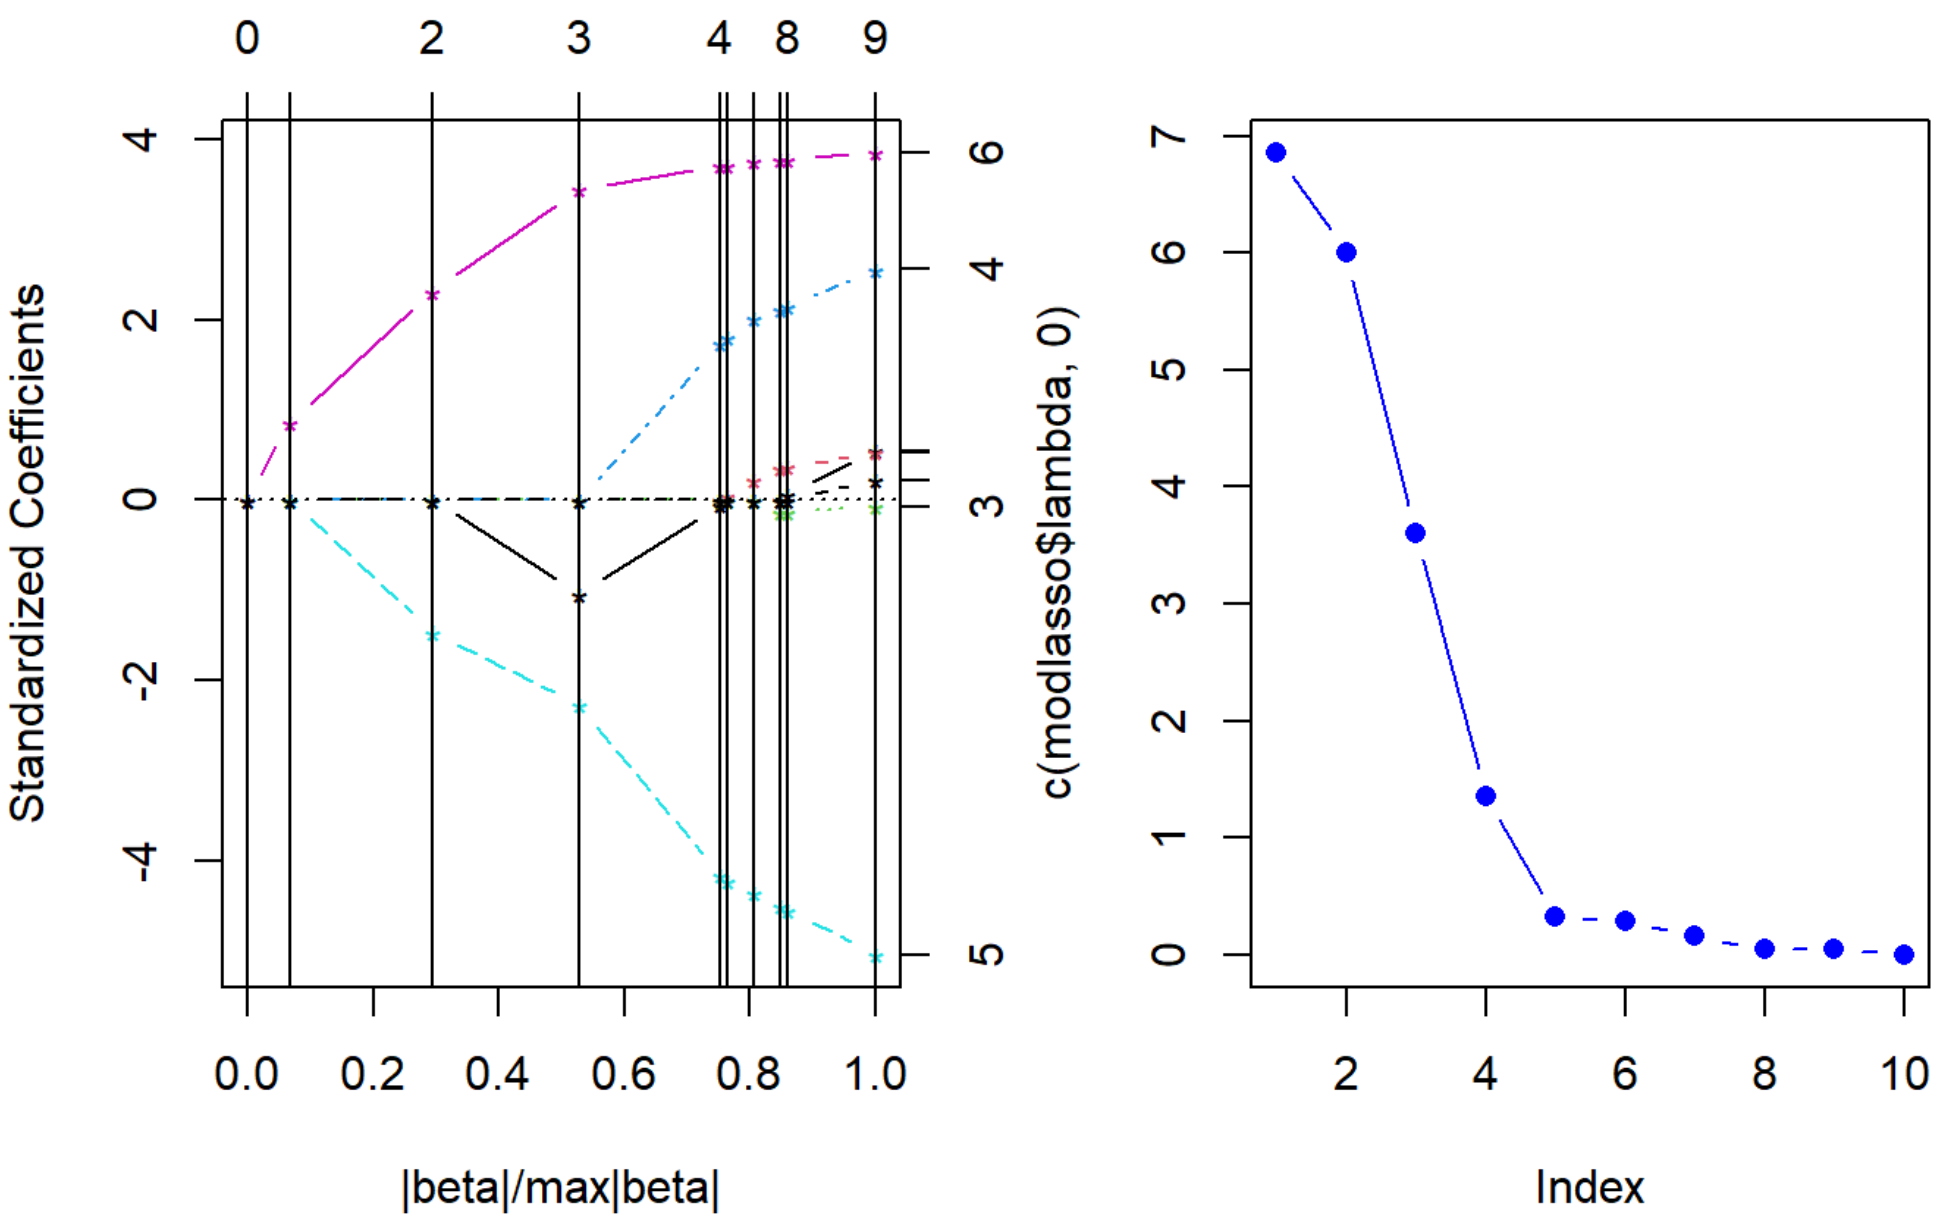 0 2 3 4 8 9
Standardized Coefficients
4
2
0
-2
-4
6
4
3
5
0.0 0.2 0.4 0.6 0.8 1.0
|beta|/max|beta|
c(modlasso$lambda, 0)
7
6
5
4
3
2
1
0
2 4 6 8 10
Index